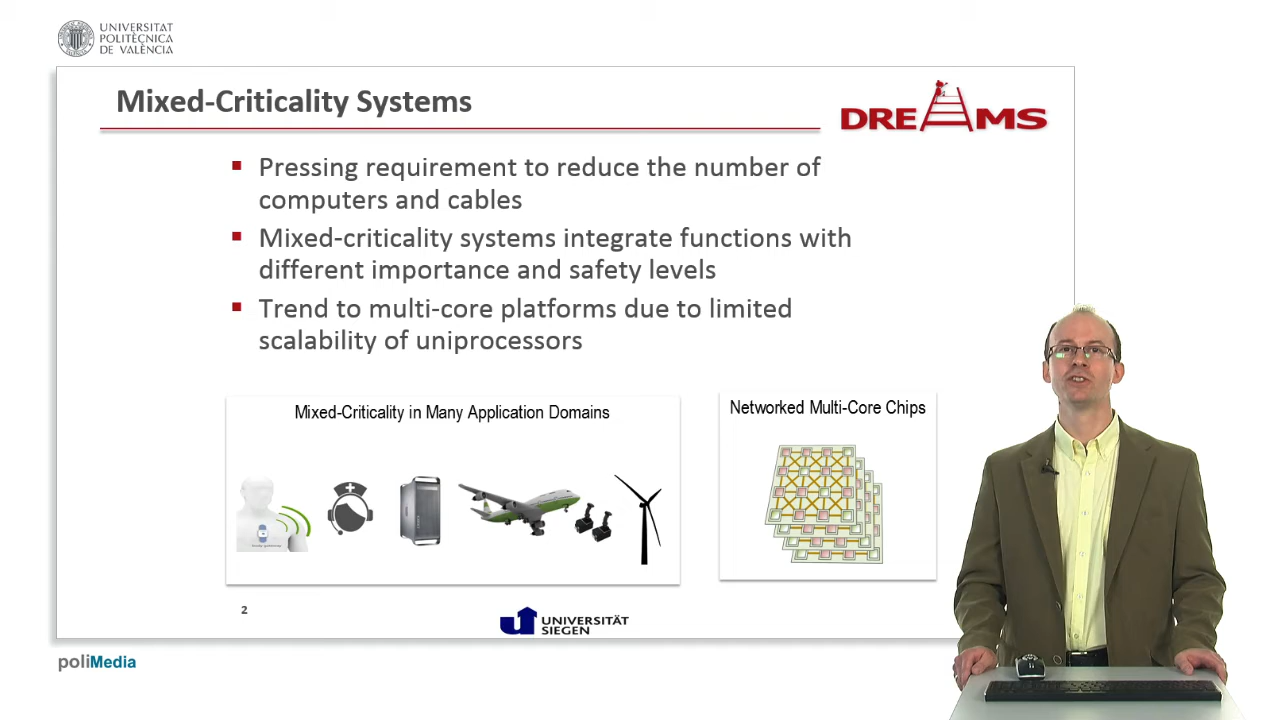 UNIVERSITAT
POLITÈCNICA
DE VALÈNCIA
Mixed-Criticality Systems
DREAMS
Pressing requirement to reduce the number of
computers and cables
Mixed-criticality systems integrate functions with
different importance and safety levels
Trend to multi-core platforms due to limited
scalability of uniprocessors
Mixed-Criticality in Many Application Domains
Networked Multi-Core Chips
2
UNIVERSITÄT
SIEGEN
poliMedia